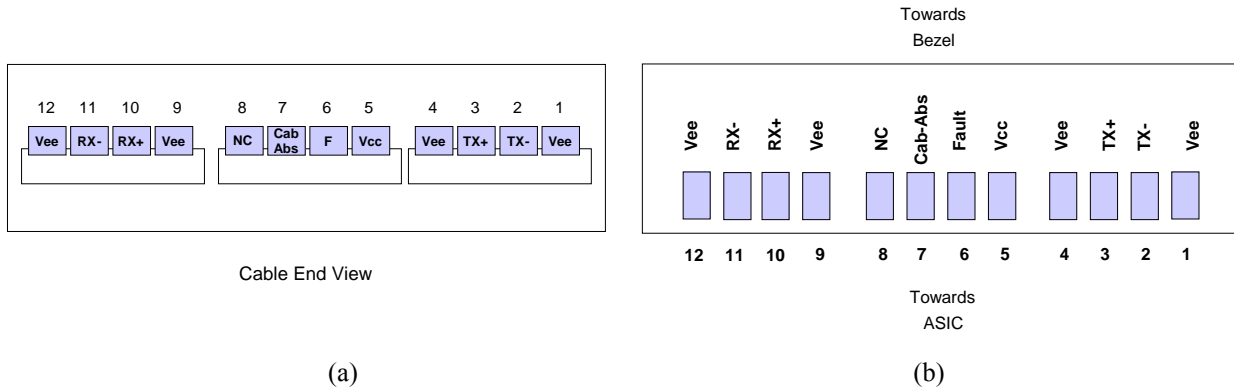 12 11 10 9 8 7 6 5 4 3 2 1
Vee RX- RX+ Vee NC Cab Abs F Vcc Vee TX+ TX- Vee
Cable End View
(a)
Towards
Bezel
Vee RX- RX+ Vee NC Cab-Abs Fault Vcc Vee TX+ TX- Vee
12 11 10 9 8 7 6 5 4 3 2 1
Towards
ASIC
(b)